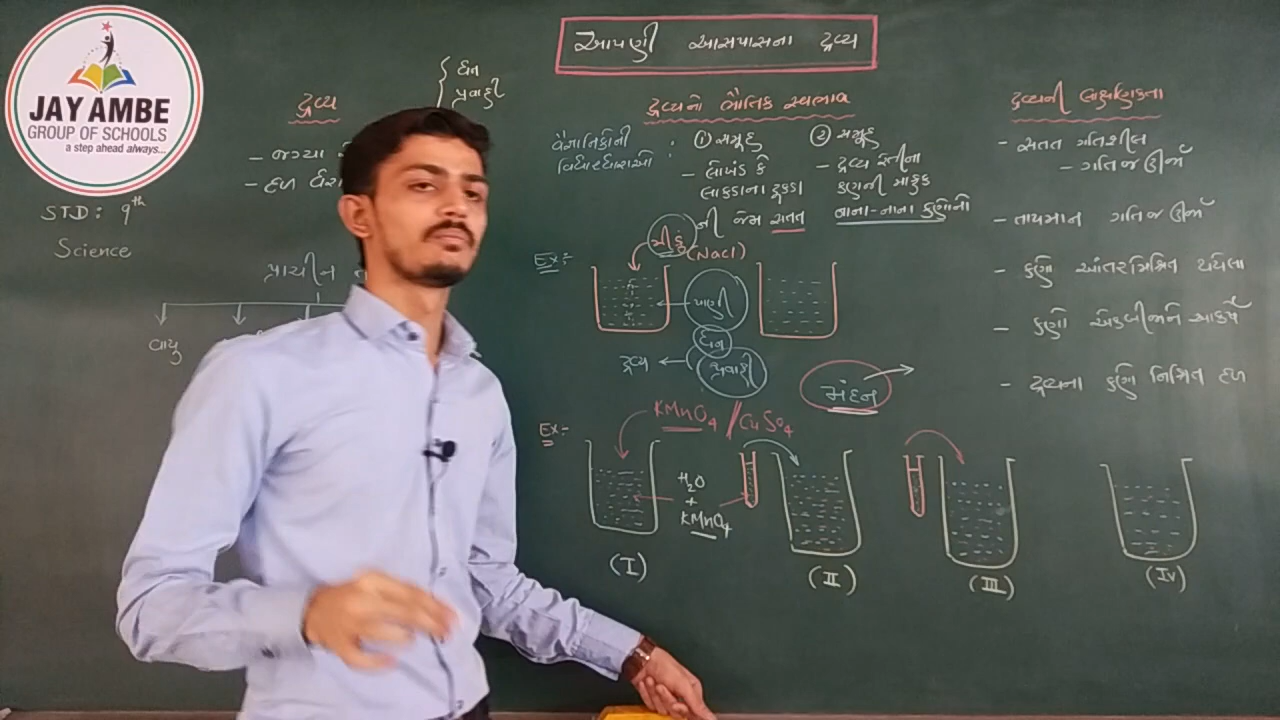 JAY AMBE
GROUP OF SCHOOLS
a step ahead always...
STD: 9th
Science
આપણી આસપાસના દ્રવ્ય
દ્રવ્ય
- જગ્યા
- દળ
{ ઘન
પ્રવાહી
પ્રાચીન
વાયુ
દ્રવ્યનો ભૌતિક સ્વભાવ
વૈજ્ઞાનિકોની
વિચારધારાઓ :
① સમૂહ
- લોખંડ કે
લાકડાના ટુકડા
ની જેમ સતત
② સમૂહ
- દ્રવ્ય રેતીના
કણની માફક
નાના-નાના કણોનો
Ex:-
મીઠું (NaCl)
પાણી
ઘન
દ્રવ્ય ← પ્રવાહી
મંદન →
Ex:-
KMnO4 // CuSO4
H2O
+
KMnO4
(I)
(II)
(III)
(IV)
દ્રવ્યની લાક્ષણિકતા
- સતત ગતિશીલ
- ગતિજ ઊર્જા
- તાપમાન ગતિજ ઊર્જા
- કણો આંતરમિશ્રિત થયેલા
- કણો એકબીજાને આકર્ષે
- દ્રવ્યના કણો નિશ્ચિત દળ